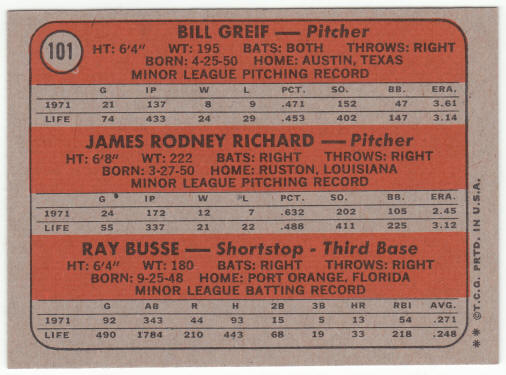 101
BILL GREIF — Pitcher
HT: 6'4" WT: 195 BATS: BOTH THROWS: RIGHT
BORN: 4-25-50 HOME: AUSTIN, TEXAS
MINOR LEAGUE PITCHING RECORD
G IP W L PCT. SO. BB. ERA.
1971 21 137 8 9 .471 152 47 3.61
LIFE 74 433 24 29 .453 402 147 3.14
JAMES RODNEY RICHARD — Pitcher
HT: 6'8" WT: 222 BATS: RIGHT THROWS: RIGHT
BORN: 3-27-50 HOME: RUSTON, LOUISIANA
MINOR LEAGUE PITCHING RECORD
G IP W L PCT. SO. BB. ERA.
1971 24 172 12 7 .632 202 105 2.45
LIFE 55 337 21 22 .488 411 225 3.12
RAY BUSSE — Shortstop - Third Base
HT: 6'4" WT: 180 BATS: RIGHT THROWS: RIGHT
BORN: 9-25-48 HOME: PORT ORANGE, FLORIDA
MINOR LEAGUE BATTING RECORD
G AB R H 2B 3B HR RBI AVG.
1971 92 343 44 93 15 5 13 54 .271
LIFE 490 1784 210 443 68 19 33 218 .248
** ©T.C.G. PRTD. IN U.S.A.